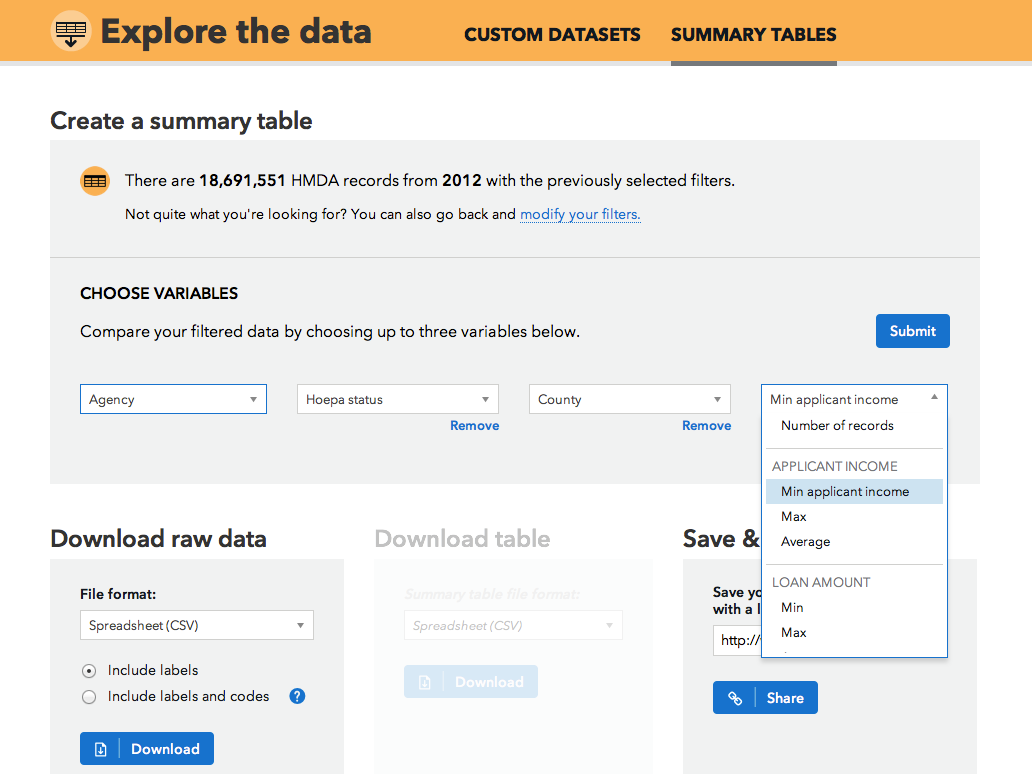 Explore the data
CUSTOM DATASETS
SUMMARY TABLES
Create a summary table
There are 18,691,551 HMDA records from 2012 with the previously selected filters.
Not quite what you're looking for? You can also go back and modify your filters.
CHOOSE VARIABLES
Compare your filtered data by choosing up to three variables below.
Submit
Agency
Hoepa status
County
Min applicant income
Remove
Remove
Number of records
APPLICANT INCOME
Min applicant income
Max
Average
LOAN AMOUNT
Min
Max
Download raw data
File format:
Spreadsheet (CSV)
Include labels
Include labels and codes
?
Download
Download table
Summary table file format:
Spreadsheet (CSV)
Download
Save &
Save
with a
http:/
Share